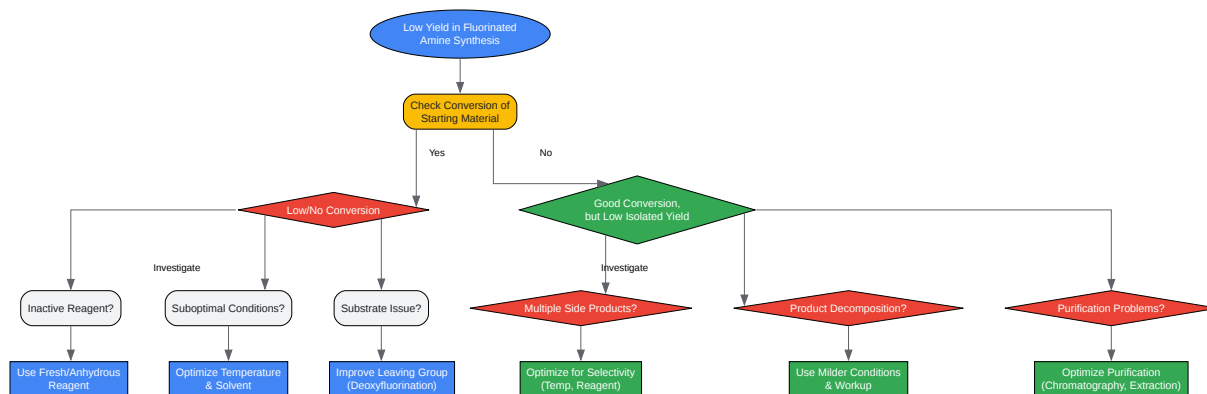 Low Yield in Fluorinated
Amine Synthesis
Check Conversion of
Starting Material
Yes
No
Low/No Conversion
Good Conversion,
but Low Isolated Yield
Investigate
Investigate
Inactive Reagent?
Suboptimal Conditions?
Substrate Issue?
Multiple Side Products?
Product Decomposition?
Purification Problems?
Use Fresh/Anhydrous
Reagent
Optimize Temperature
& Solvent
Improve Leaving Group
(Deoxyfluorination)
Optimize for Selectivity
(Temp, Reagent)
Use Milder Conditions
& Workup
Optimize Purification
(Chromatography, Extraction)